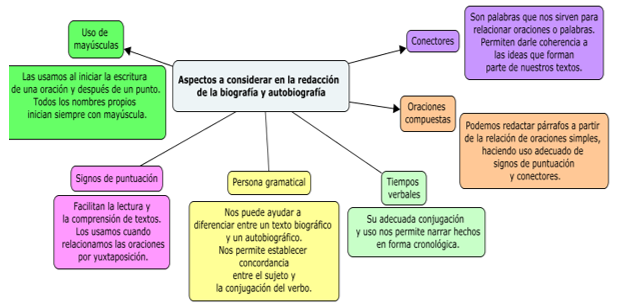 Aspectos a considerar en la redacción
de la biografía y autobiografía
Uso de
mayúsculas
Las usamos al iniciar la escritura
de una oración y después de un punto.
Todos los nombres propios
inician siempre con mayúscula.
Conectores
Son palabras que nos sirven para
relacionar oraciones o palabras.
Permiten darle coherencia a
las ideas que forman
parte de nuestros textos.
Oraciones
compuestas
Podemos redactar párrafos a partir
de la relación de oraciones simples,
haciendo uso adecuado de
signos de puntuación
y conectores.
Signos de puntuación
Facilitan la lectura y
la comprensión de textos.
Los usamos cuando
relacionamos las oraciones
por yuxtaposición.
Persona gramatical
Nos puede ayudar a
diferenciar entre un texto biográfico
y un autobiográfico.
Nos permite establecer
concordancia
entre el sujeto y
la conjugación del verbo.
Tiempos
verbales
Su adecuada conjugación
y uso nos permite narrar hechos
en forma cronológica.